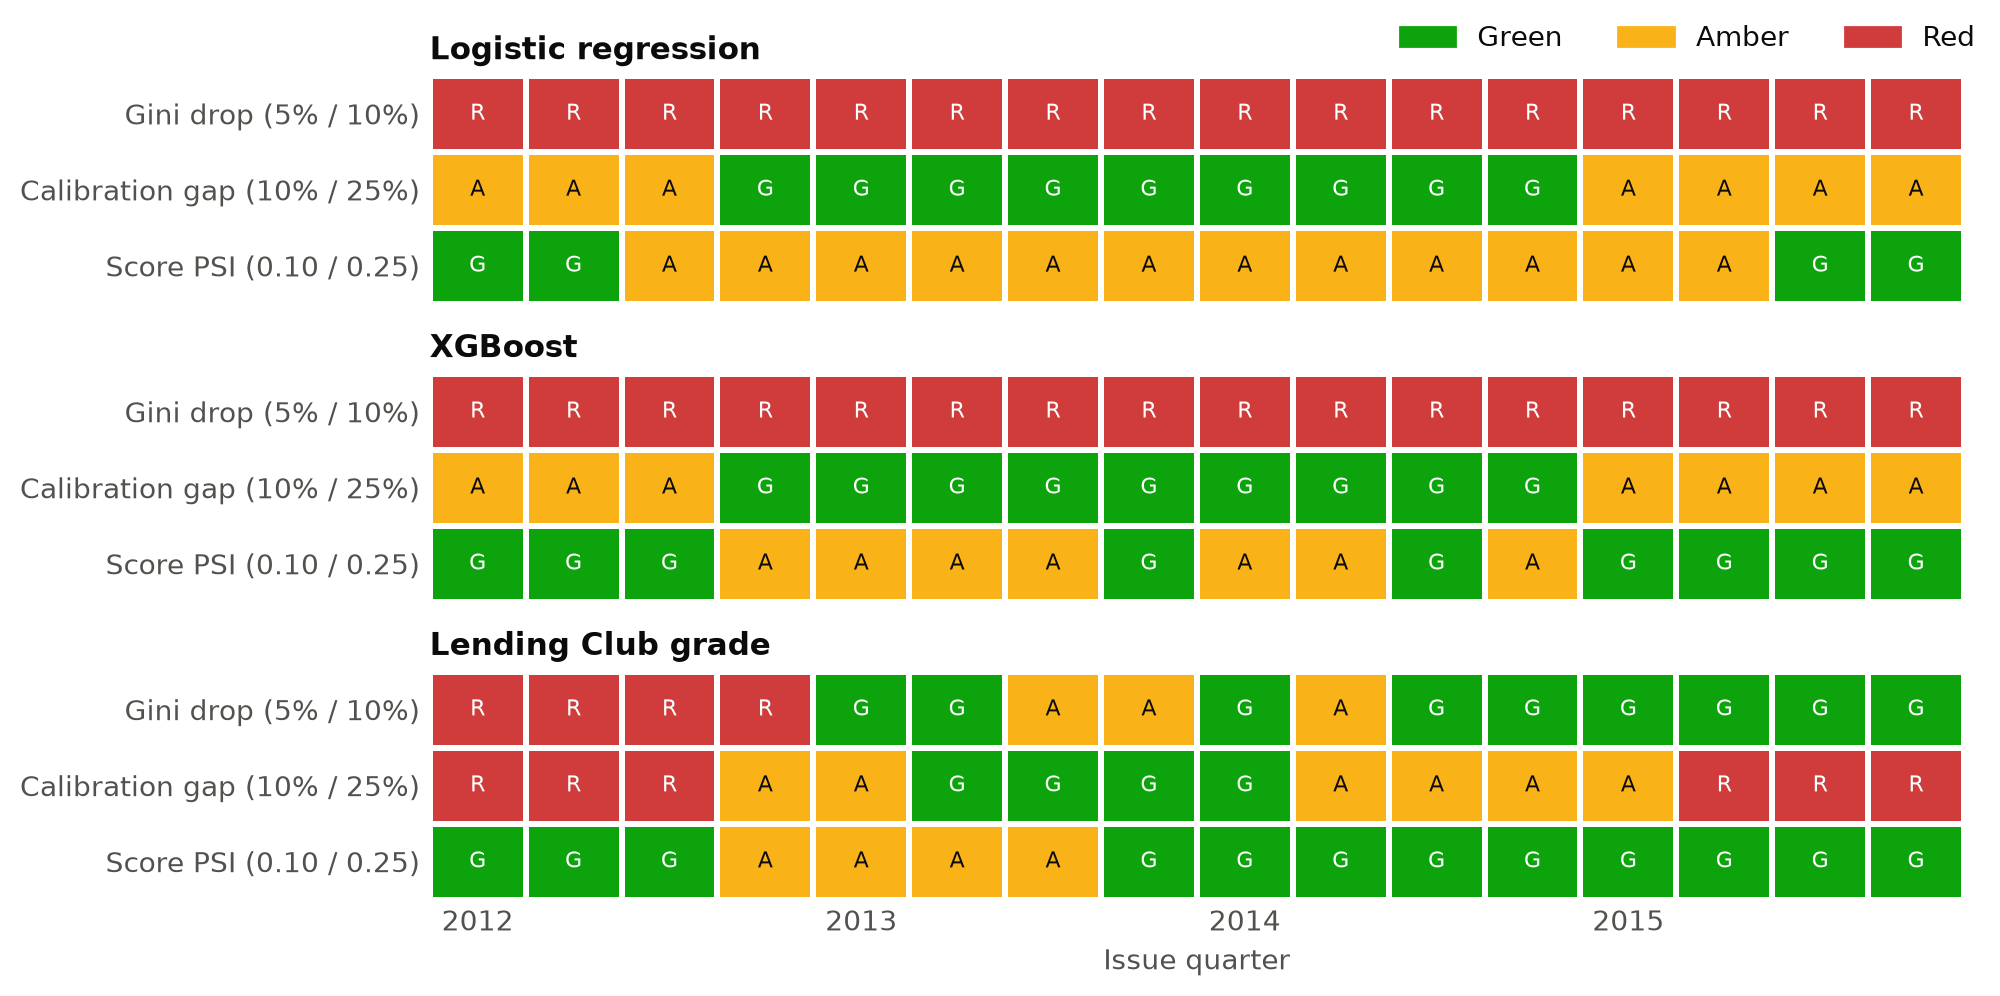 Green Amber Red
Logistic regression
Gini drop (5% / 10%) R R R R R R R R R R R R R R R R
Calibration gap (10% / 25%) A A A G G G G G G G G G A A A A
Score PSI (0.10 / 0.25) G G A A A A A A A A A A A A G G
XGBoost
Gini drop (5% / 10%) R R R R R R R R R R R R R R R R
Calibration gap (10% / 25%) A A A G G G G G G G G G A A A A
Score PSI (0.10 / 0.25) G G G A A A A G A A G A G G G G
Lending Club grade
Gini drop (5% / 10%) R R R R G G A A G A G G G G G G
Calibration gap (10% / 25%) R R R A A G G G G A A A A R R R
Score PSI (0.10 / 0.25) G G G A A A A G G G G G G G G G
2012 2013 2014 2015
Issue quarter